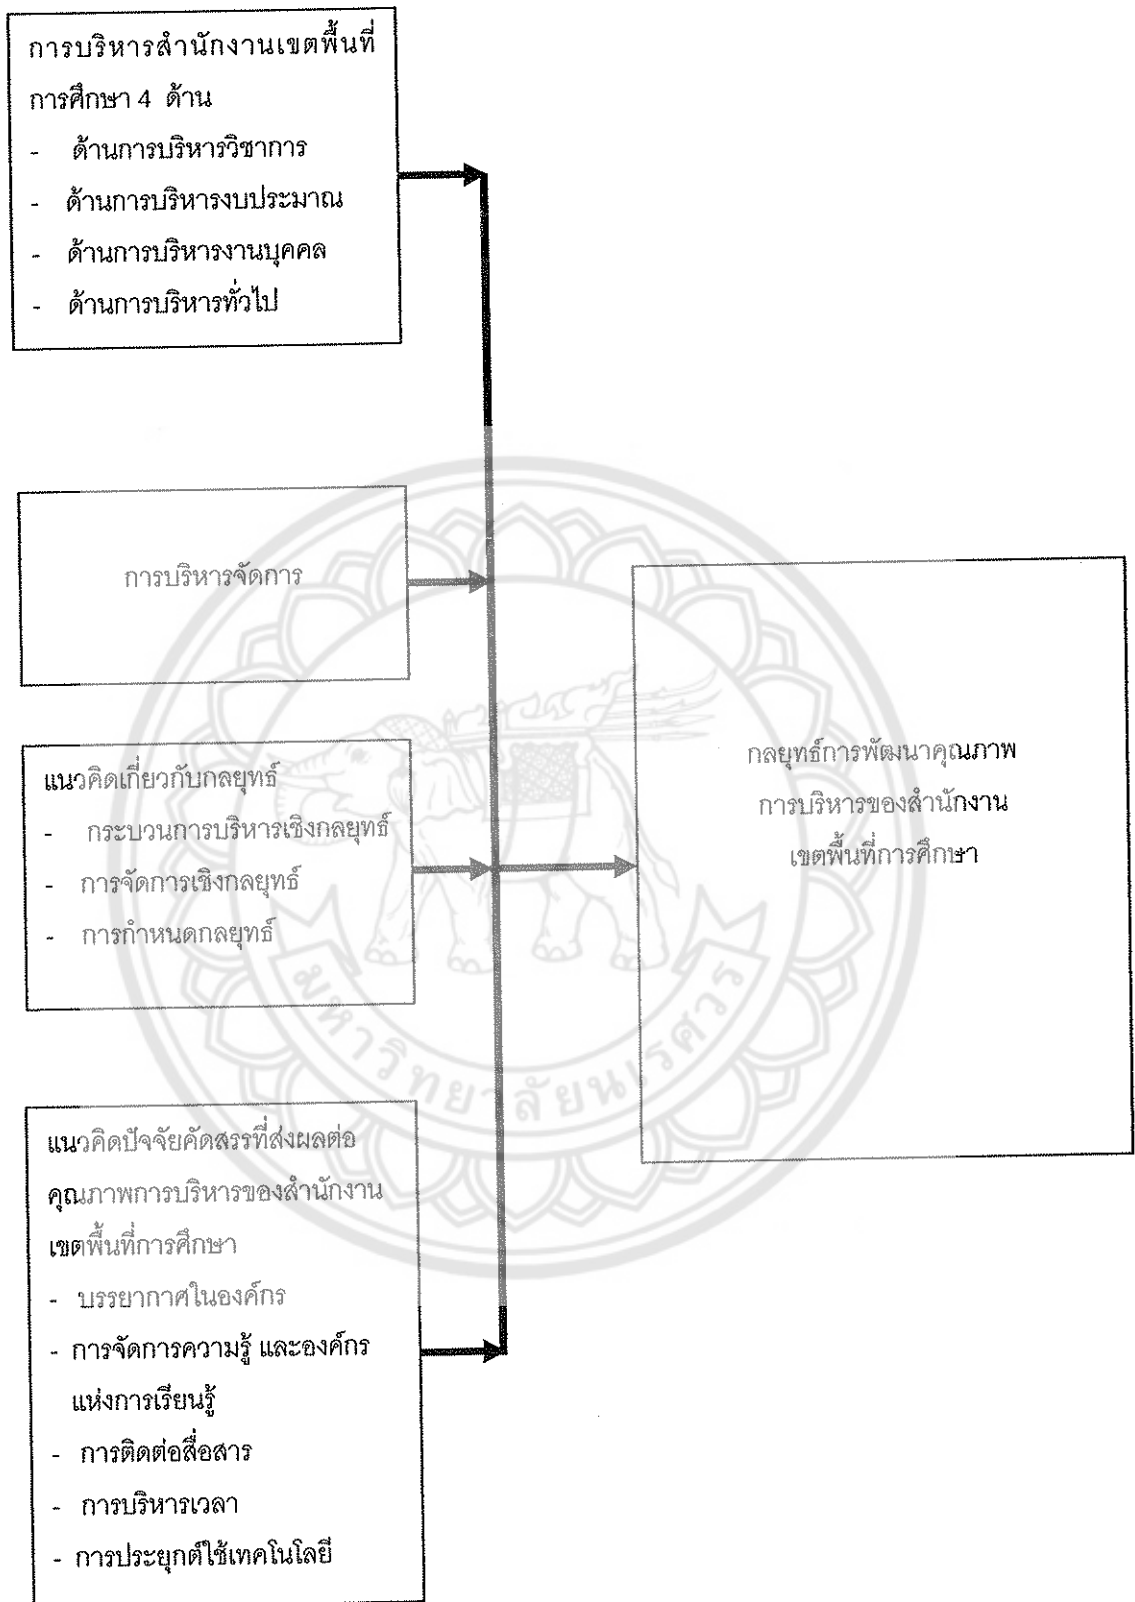 การบริหารสำนักงานเขตพื้นที่
การศึกษา 4 ด้าน
- ด้านการบริหารวิชาการ
- ด้านการบริหารงบประมาณ
- ด้านการบริหารงานบุคคล
- ด้านการบริหารทั่วไป
การบริหารจัดการ
แนวคิดเกี่ยวกับกลยุทธ์
- กระบวนการบริหารเชิงกลยุทธ์
- การจัดการเชิงกลยุทธ์
- การกำหนดกลยุทธ์
แนวคิดปัจจัยคัดสรรที่ส่งผลต่อ
คุณภาพการบริหารของสำนักงาน
เขตพื้นที่การศึกษา
- บรรยากาศในองค์กร
- การจัดการความรู้ และองค์กร
แห่งการเรียนรู้
- การติดต่อสื่อสาร
- การบริหารเวลา
- การประยุกต์ใช้เทคโนโลยี
กลยุทธ์การพัฒนาคุณภาพ
การบริหารของสำนักงาน
เขตพื้นที่การศึกษา
มหาวิทยาลัยนเรศวร